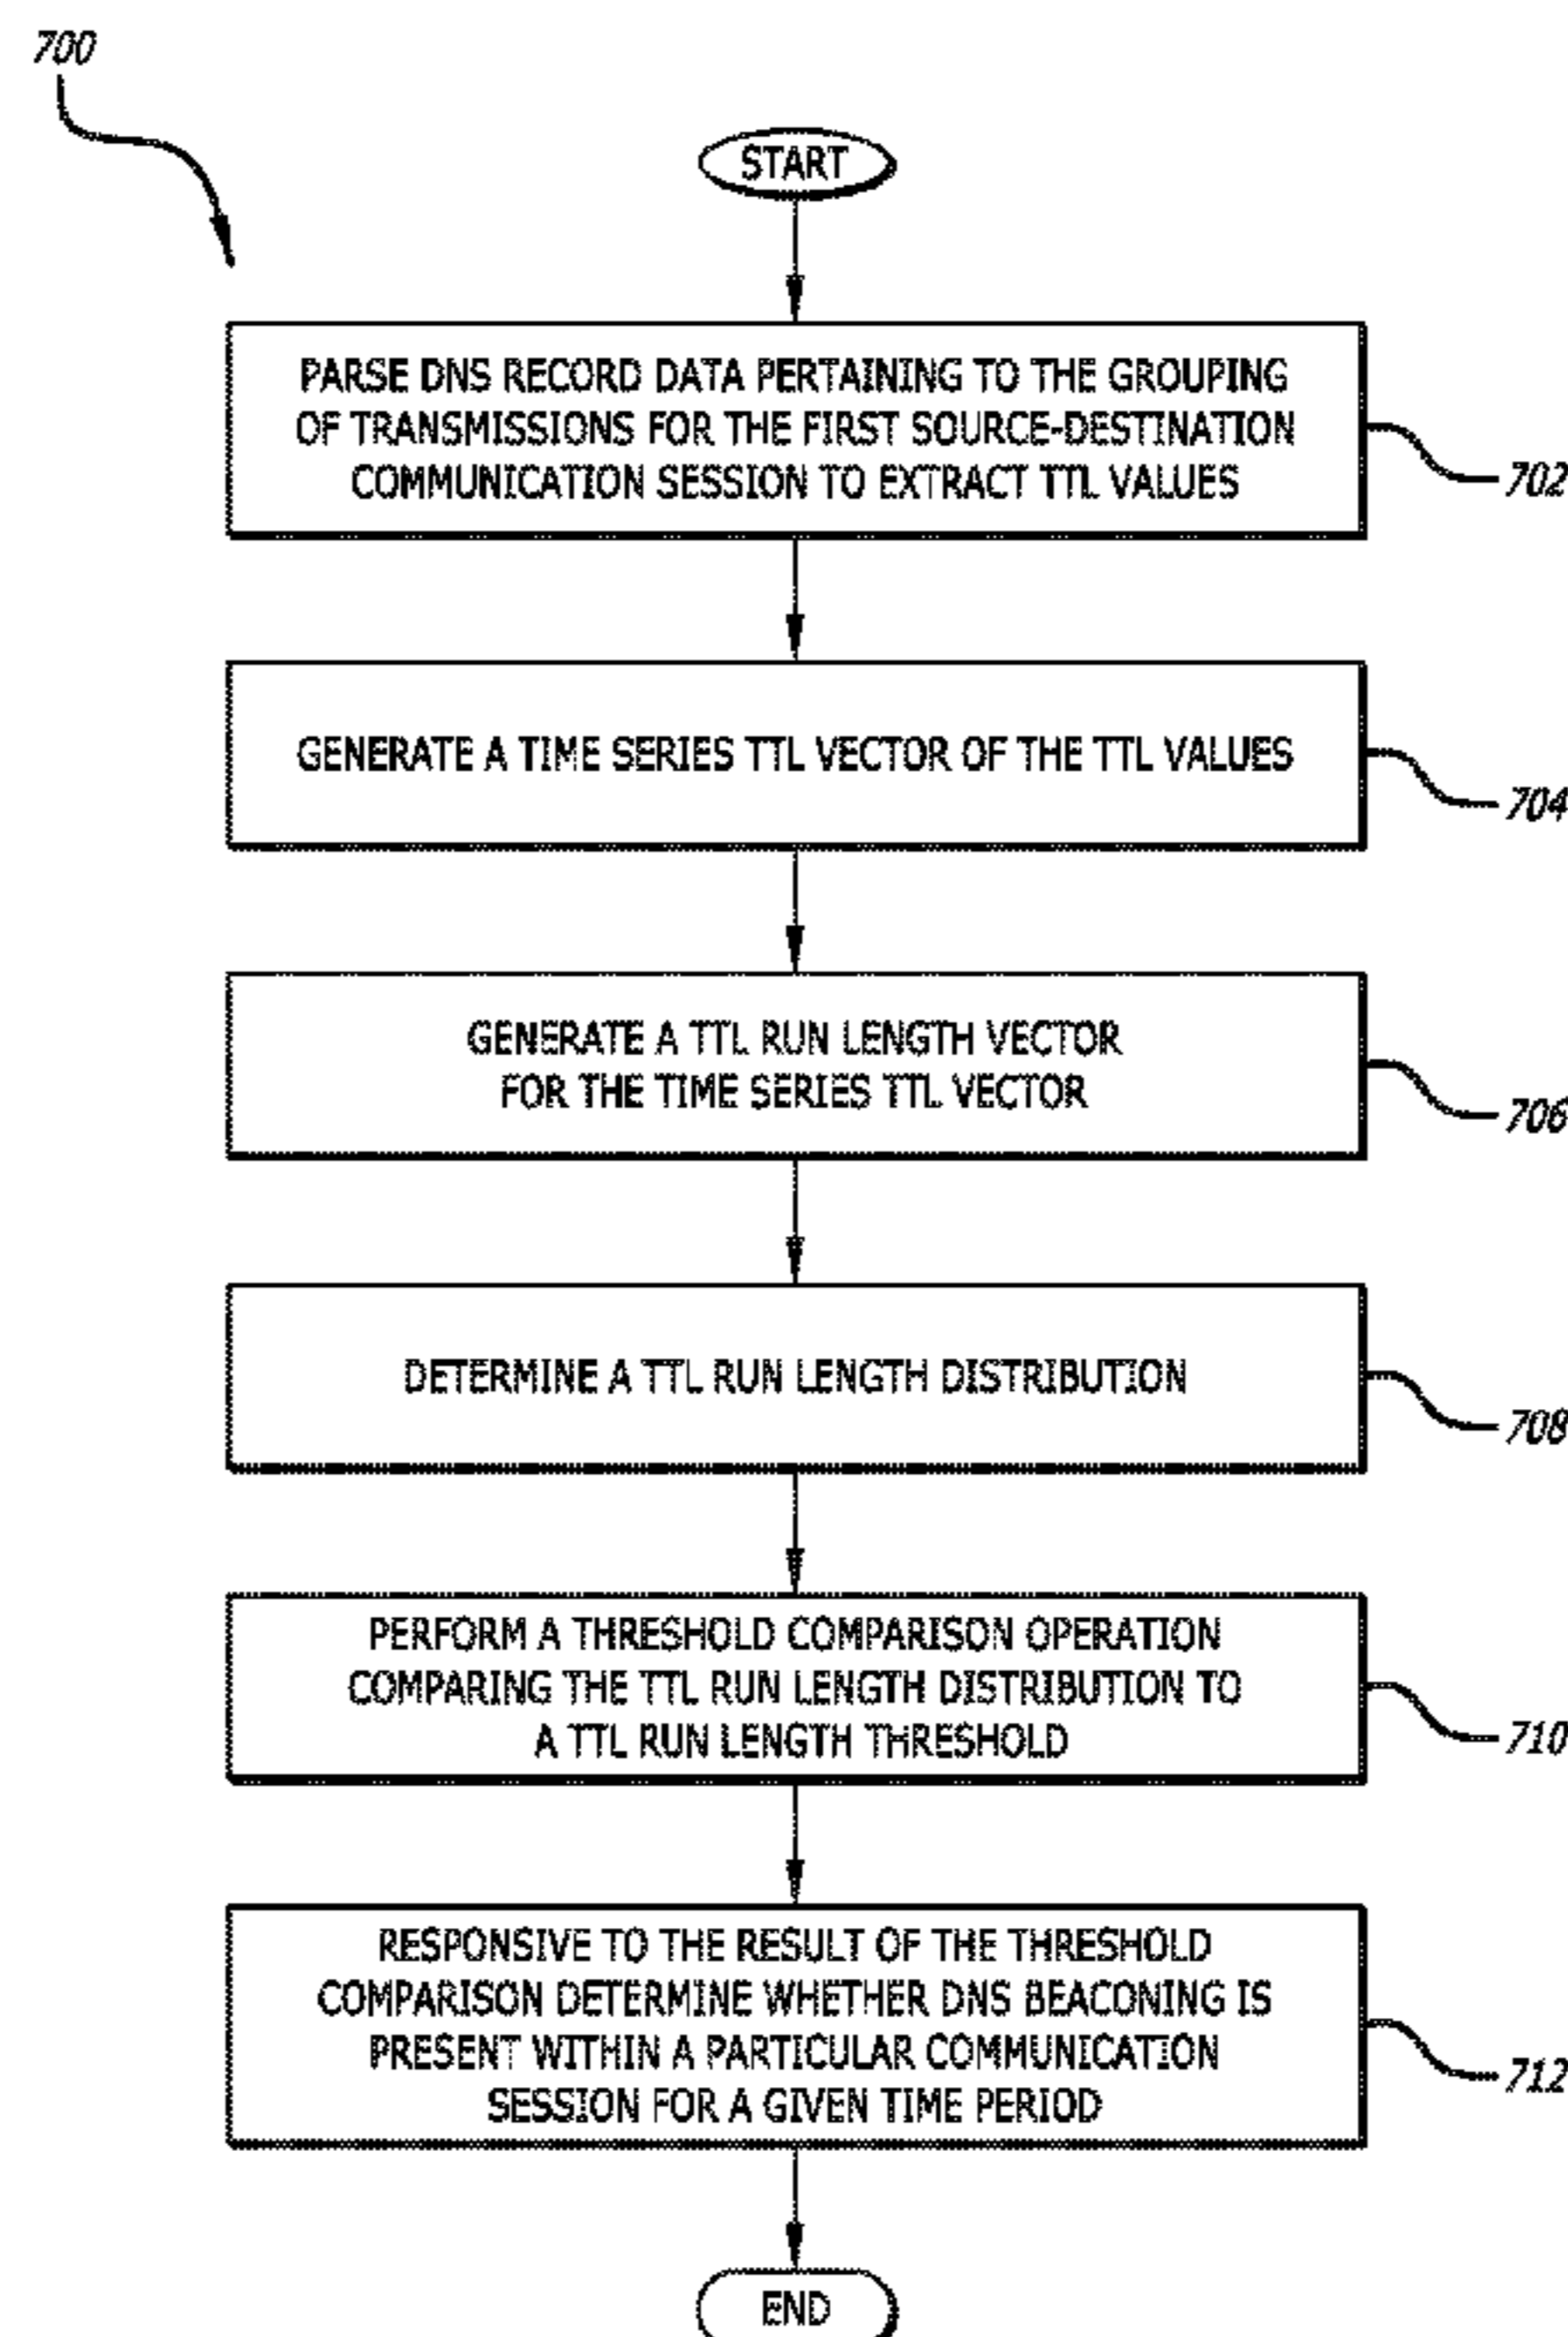 700
START
PARSE DNS RECORD DATA PERTAINING TO THE GROUPING
OF TRANSMISSIONS FOR THE FIRST SOURCE-DESTINATION
COMMUNICATION SESSION TO EXTRACT TTL VALUES
702
GENERATE A TIME SERIES TTL VECTOR OF THE TTL VALUES
704
GENERATE A TTL RUN LENGTH VECTOR
FOR THE TIME SERIES TTL VECTOR
706
DETERMINE A TTL RUN LENGTH DISTRIBUTION
708
PERFORM A THRESHOLD COMPARISON OPERATION
COMPARING THE TTL RUN LENGTH DISTRIBUTION TO
A TTL RUN LENGTH THRESHOLD
710
RESPONSIVE TO THE RESULT OF THE THRESHOLD
COMPARISON DETERMINE WHETHER DNS BEACONING IS
PRESENT WITHIN A PARTICULAR COMMUNICATION
SESSION FOR A GIVEN TIME PERIOD
712
END